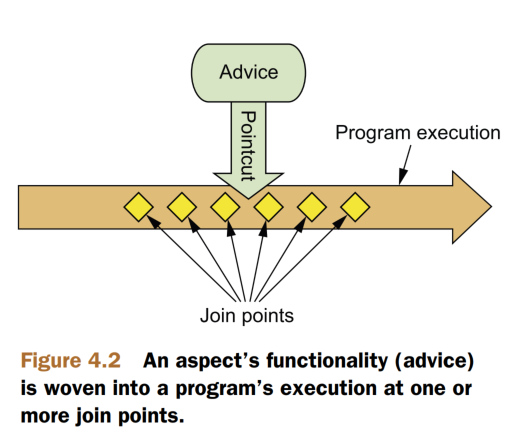 Advice
Pointcut
Program execution
Join points
Figure 4.2 An aspect's functionality (advice)
is woven into a program's execution at one or
more join points.